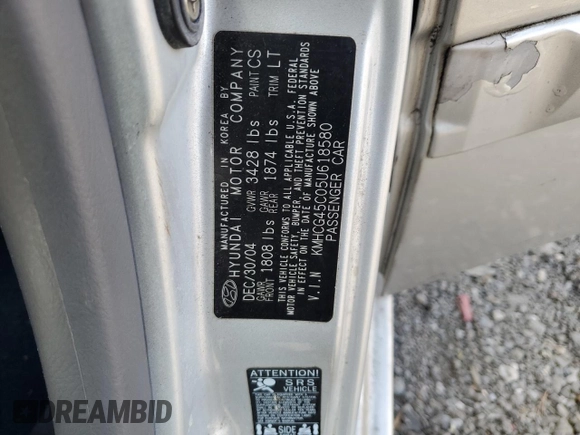 MANUFACTURED IN KOREA BY
HYUNDAI MOTOR COMPANY
DEC/30/04 GVWR 3428 lbs PAINT CS
GAWR FRONT 1808 lbs GAWR REAR 1874 lbs TRIM LT
THIS VEHICLE CONFORMS TO ALL APPLICABLE U.S.A. FEDERAL
MOTOR VEHICLE SAFETY, BUMPER, AND THEFT PREVENTION STANDARDS
IN EFFECT ON THE DATE OF MANUFACTURE SHOWN ABOVE
V.I.N KMHCG45C05U618580
PASSENGER CAR
ATTENTION!
SRS
VEHICLE
SIDE
DREAMBID